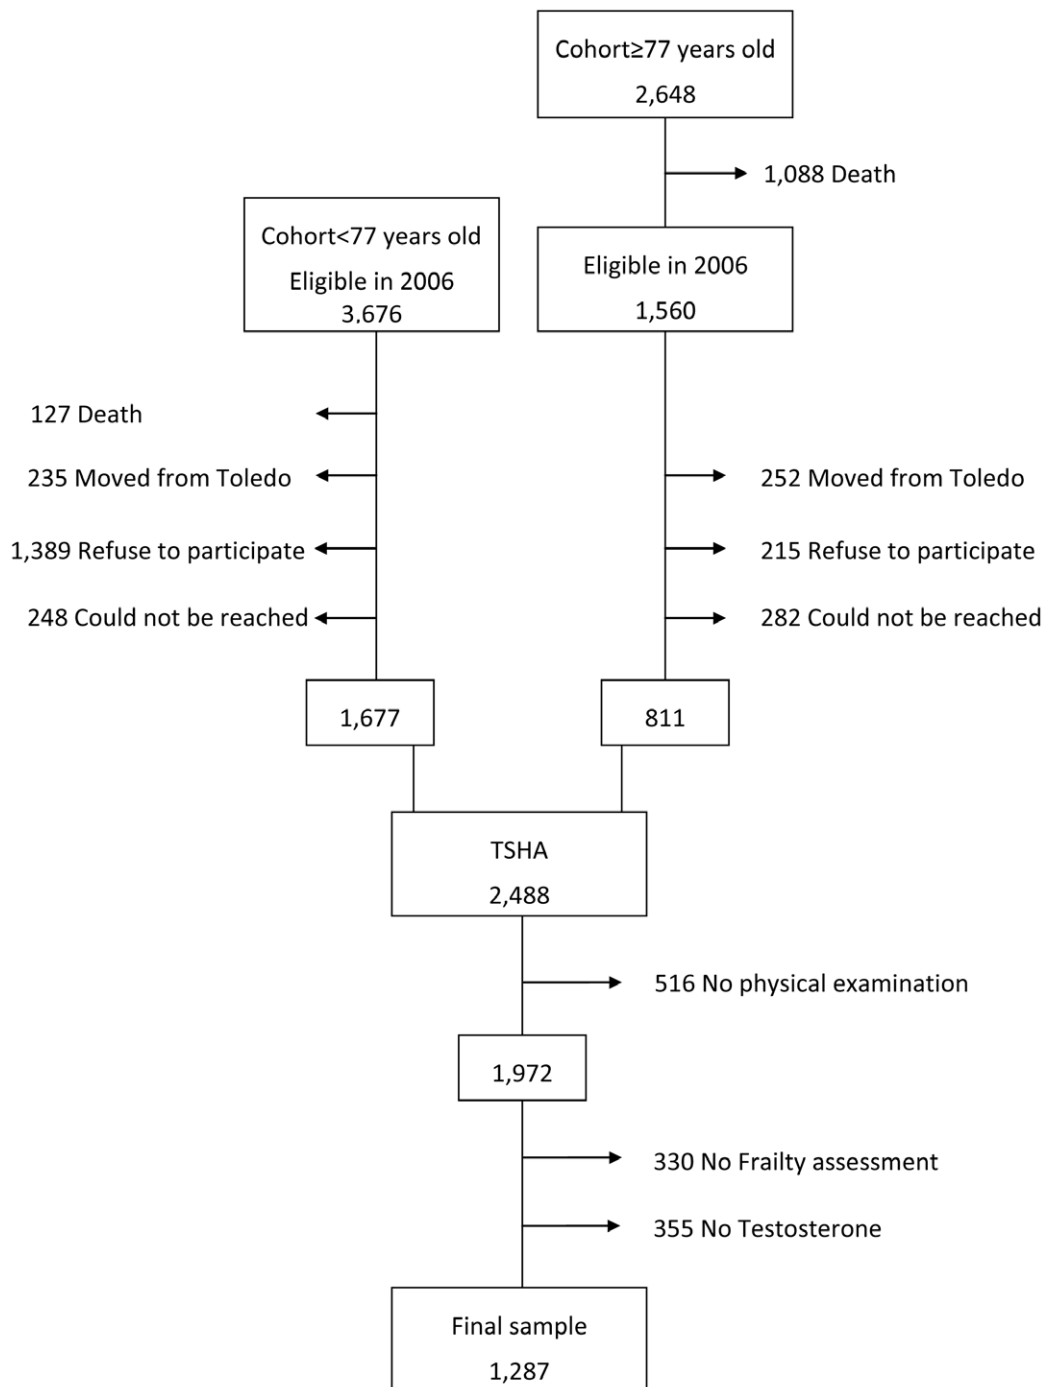 Cohort≥77 years old
2,648
1,088 Death
Cohort<77 years old
Eligible in 2006
3,676
Eligible in 2006
1,560
127 Death
235 Moved from Toledo
252 Moved from Toledo
1,389 Refuse to participate
215 Refuse to participate
248 Could not be reached
282 Could not be reached
1,677
811
TSHA
2,488
516 No physical examination
1,972
330 No Frailty assessment
355 No Testosterone
Final sample
1,287